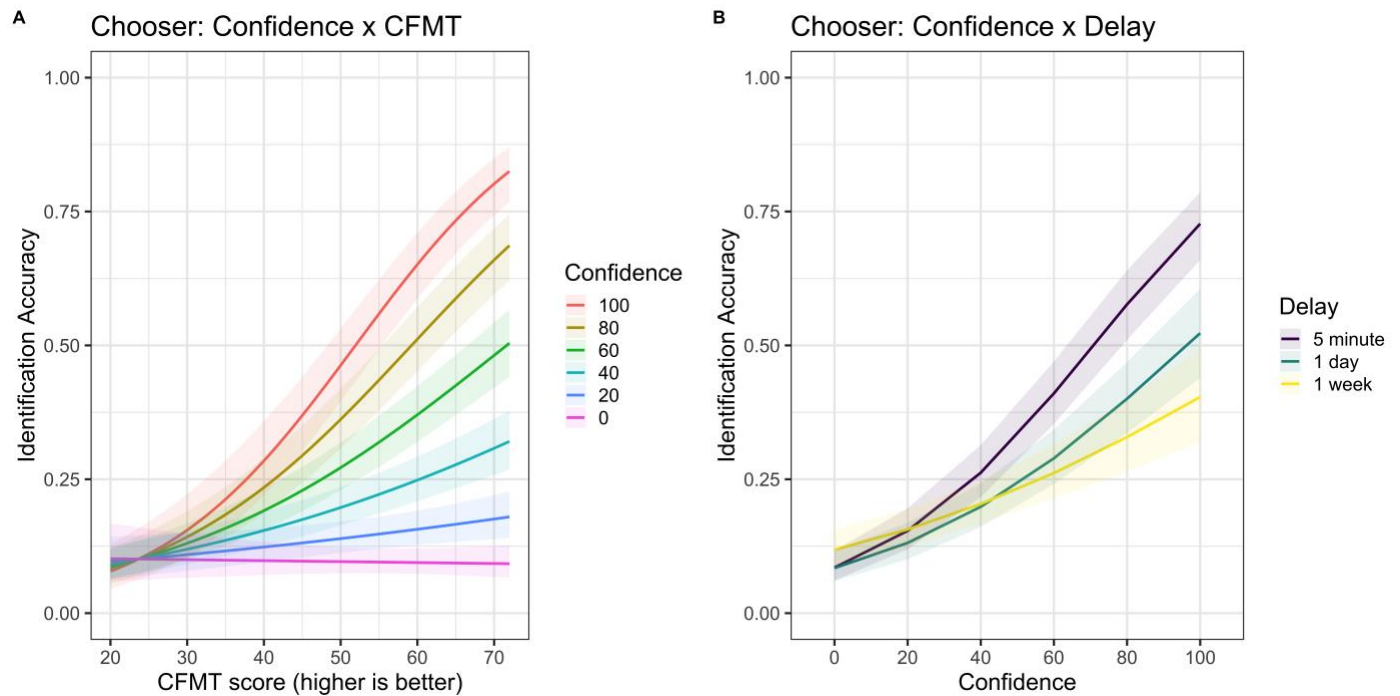 A
Chooser: Confidence x CFMT
1.00
0.75
0.50
0.25
0.00
Identification Accuracy
20 30 40 50 60 70
CFMT score (higher is better)
Confidence
100
80
60
40
20
0
B
Chooser: Confidence x Delay
1.00
0.75
0.50
0.25
0.00
Identification Accuracy
0 20 40 60 80 100
Confidence
Delay
5 minute
1 day
1 week